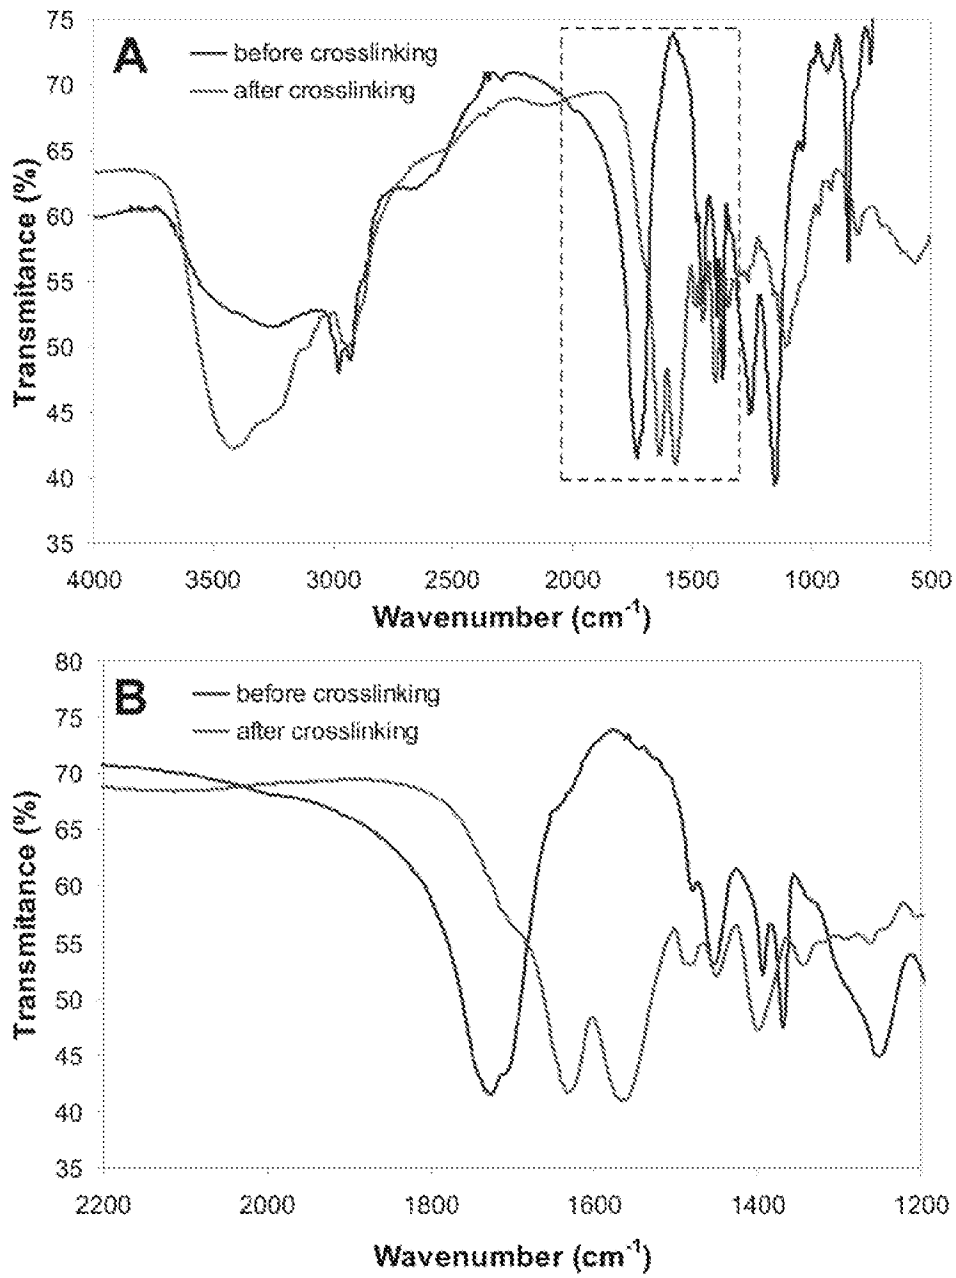 A
before crosslinking
after crosslinking
75
70
65
60
55
50
45
40
35
Transmitance (%)
4000 3500 3000 2500 2000 1500 1000 500
Wavenumber (cm-1)
B
before crosslinking
after crosslinking
80
75
70
65
60
55
50
45
40
35
Transmitance (%)
2200 2000 1800 1600 1400 1200
Wavenumber (cm-1)